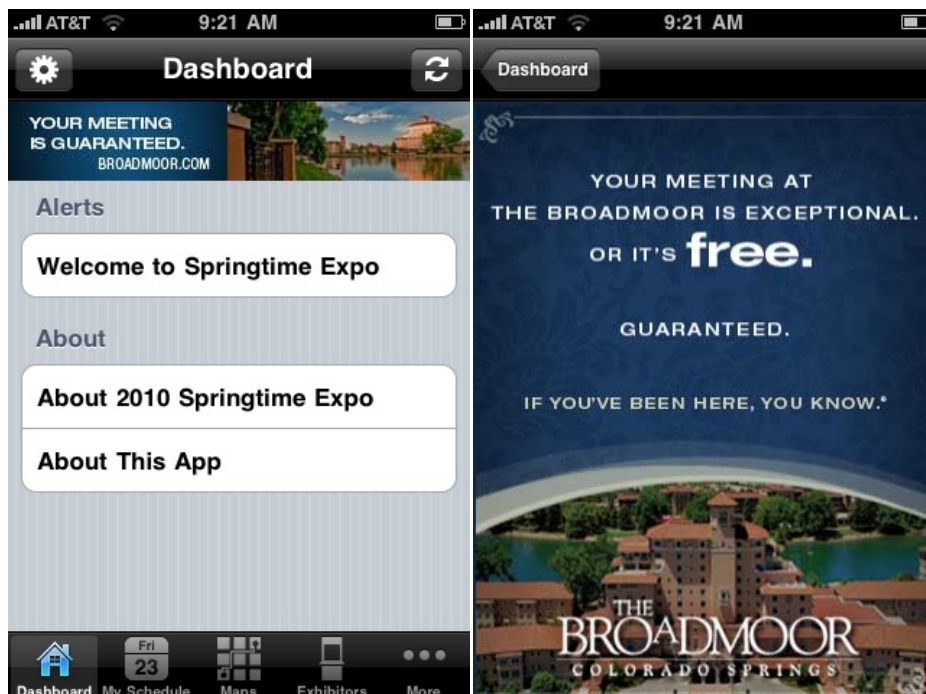 AT&T 9:21 AM
Dashboard
YOUR MEETING
IS GUARANTEED.
BROADMOOR.COM
Alerts
Welcome to Springtime Expo
About
About 2010 Springtime Expo
About This App
Fri
23
Dashboard My Schedule Maps Exhibitors More
AT&T 9:21 AM
Dashboard
YOUR MEETING AT
THE BROADMOOR IS EXCEPTIONAL.
OR IT'S free.
GUARANTEED.
IF YOU'VE BEEN HERE, YOU KNOW.®
THE
BROADMOOR
COLORADO SPRINGS